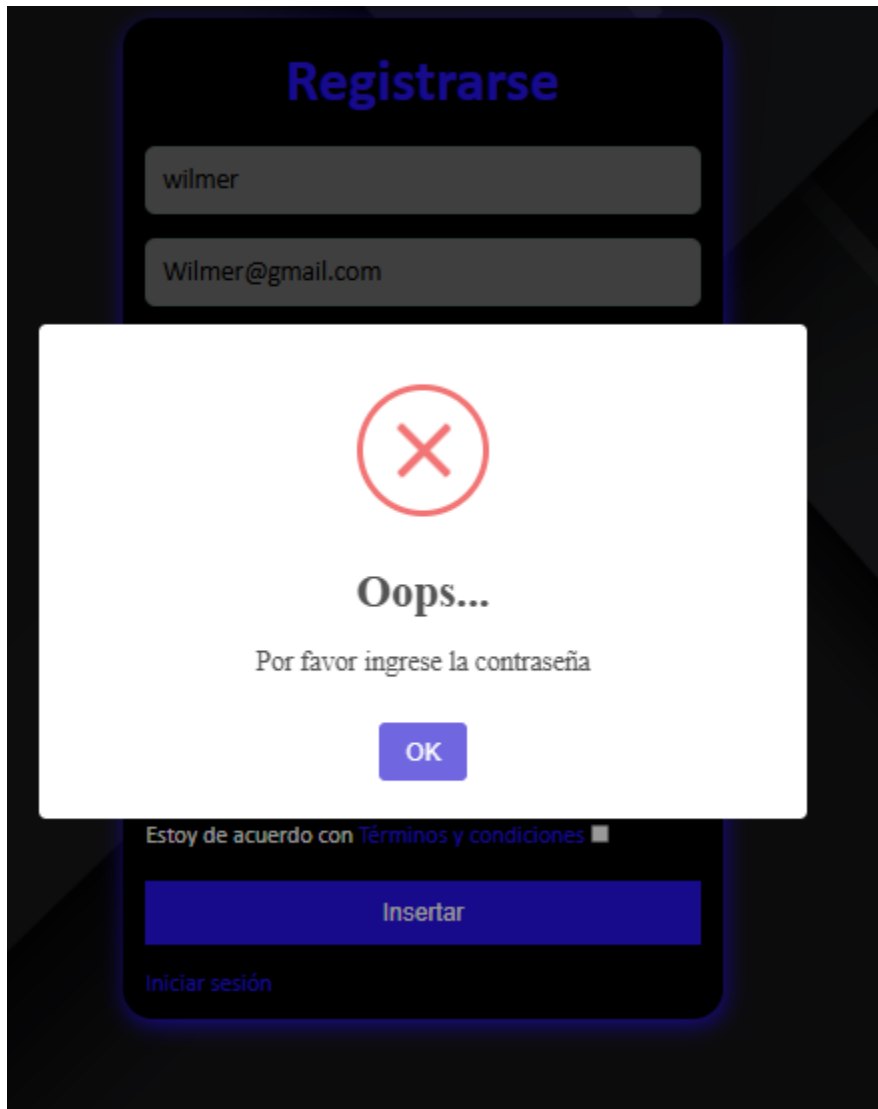 Registrarse
wilmer
Wilmer@gmail.com
Oops...
Por favor ingrese la contraseña
OK
Estoy de acuerdo con Términos y condiciones
Insertar
Iniciar sesión